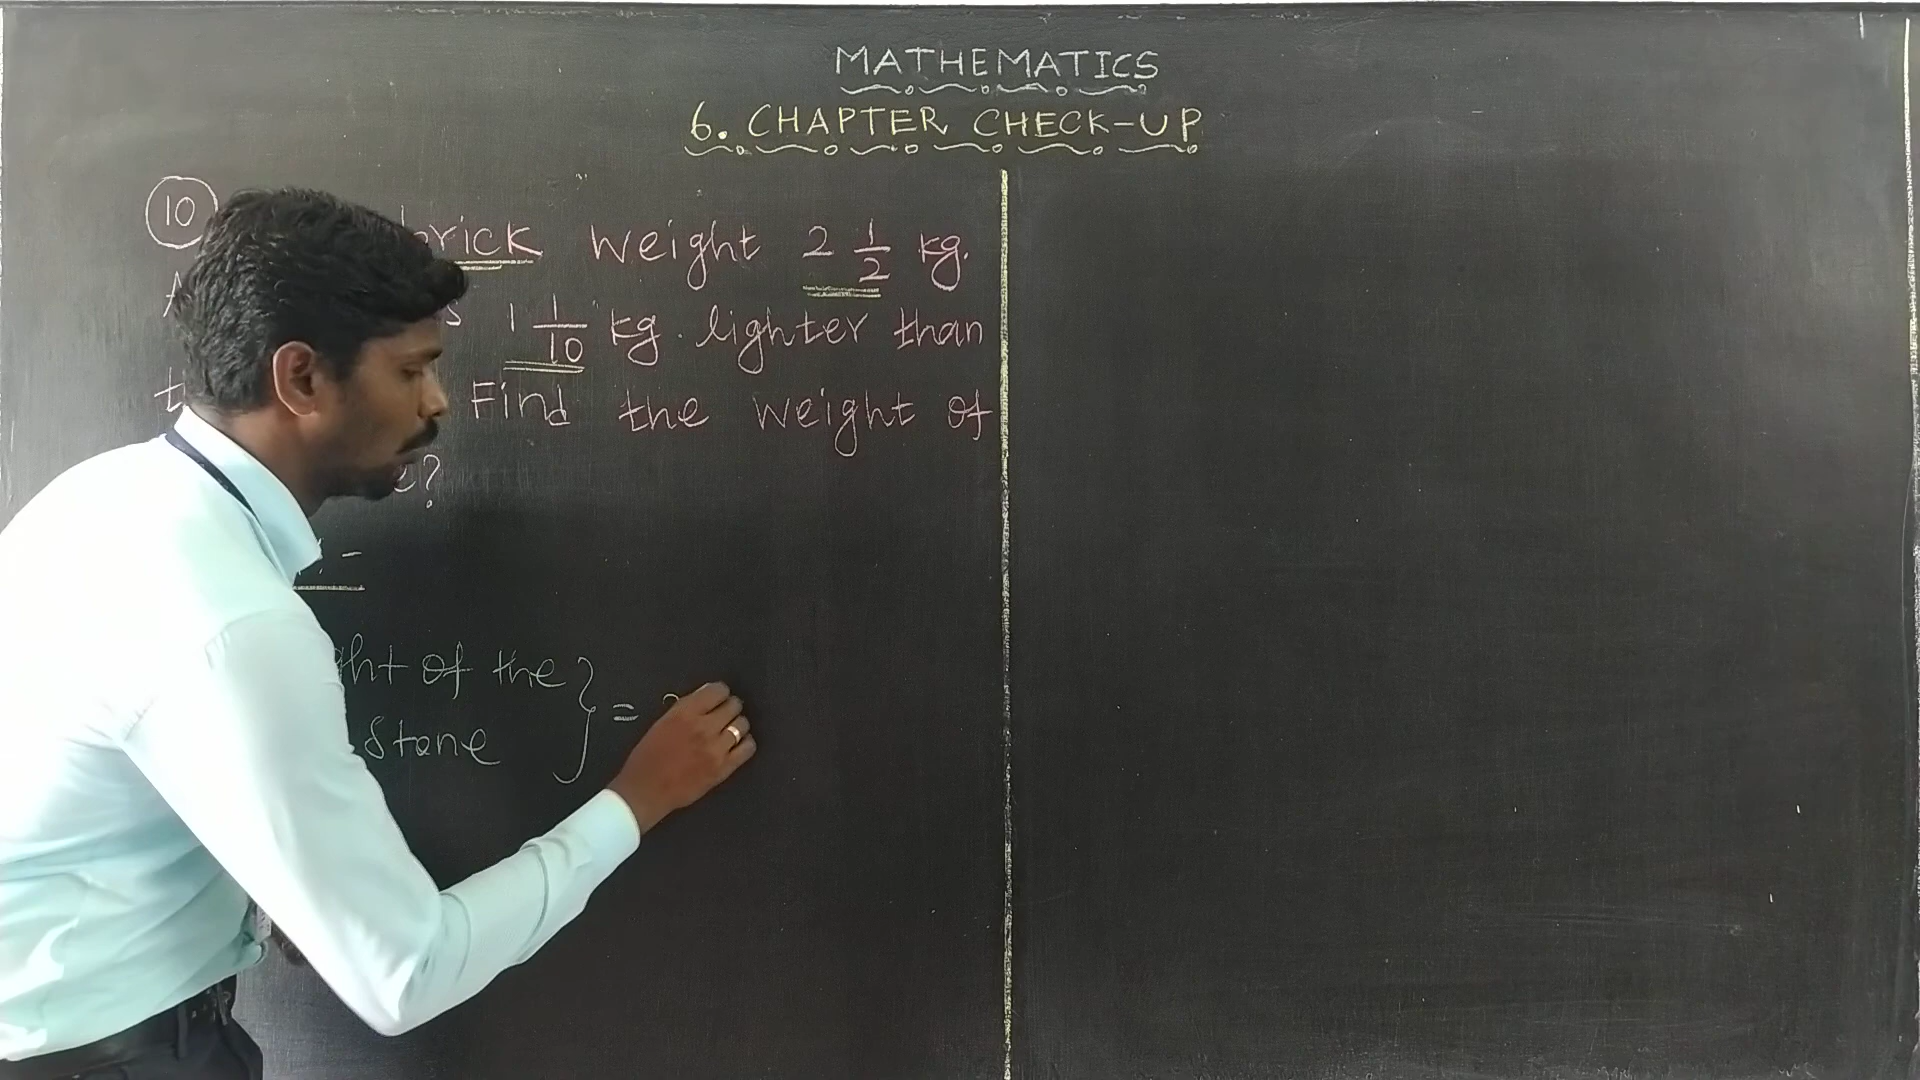 MATHEMATICS
6. CHAPTER CHECK-UP
10
brick weight 2 1/2 kg.
1 1/10 kg. lighter than
Find the weight of
?
of the
stone } =